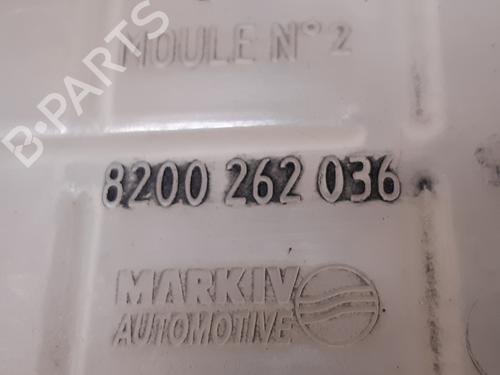 MOULE N° 2
B-PARTS
8200 262 036
MARKIV
AUTOMOTIVE